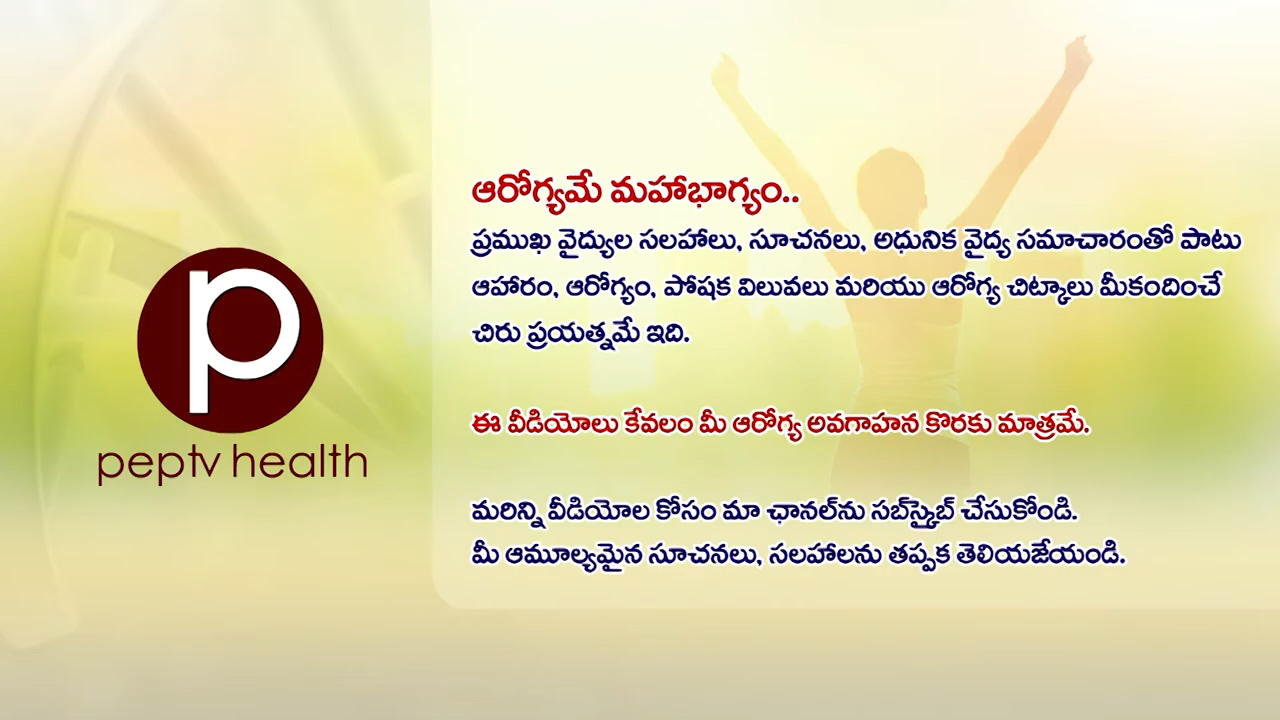 p
peptv health
ఆరోగ్యమే మహాభాగ్యం..
ప్రముఖ వైద్యుల సలహాలు, సూచనలు, అధునిక వైద్య సమాచారంతో పాటు
ఆహారం, ఆరోగ్యం, పోషక విలువలు మరియు ఆరోగ్య చిట్కాలు మీకందించే
చిరు ప్రయత్నమే ఇది.
ఈ వీడియోలు కేవలం మీ ఆరోగ్య అవగాహన కొరకు మాత్రమే.
మరిన్ని వీడియోల కోసం మా ఛానల్‌ను సబ్‌స్క్రైబ్ చేసుకోండి.
మీ ఆమూల్యమైన సూచనలు, సలహాలను తప్పక తెలియజేయండి.